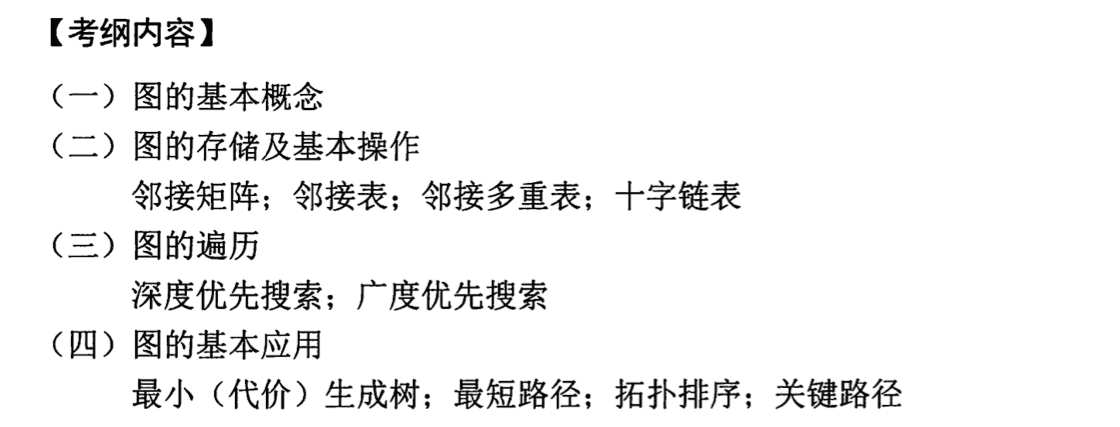 【考纲内容】
（一）图的基本概念
（二）图的存储及基本操作
邻接矩阵；邻接表；邻接多重表；十字链表
（三）图的遍历
深度优先搜索；广度优先搜索
（四）图的基本应用
最小（代价）生成树；最短路径；拓扑排序；关键路径